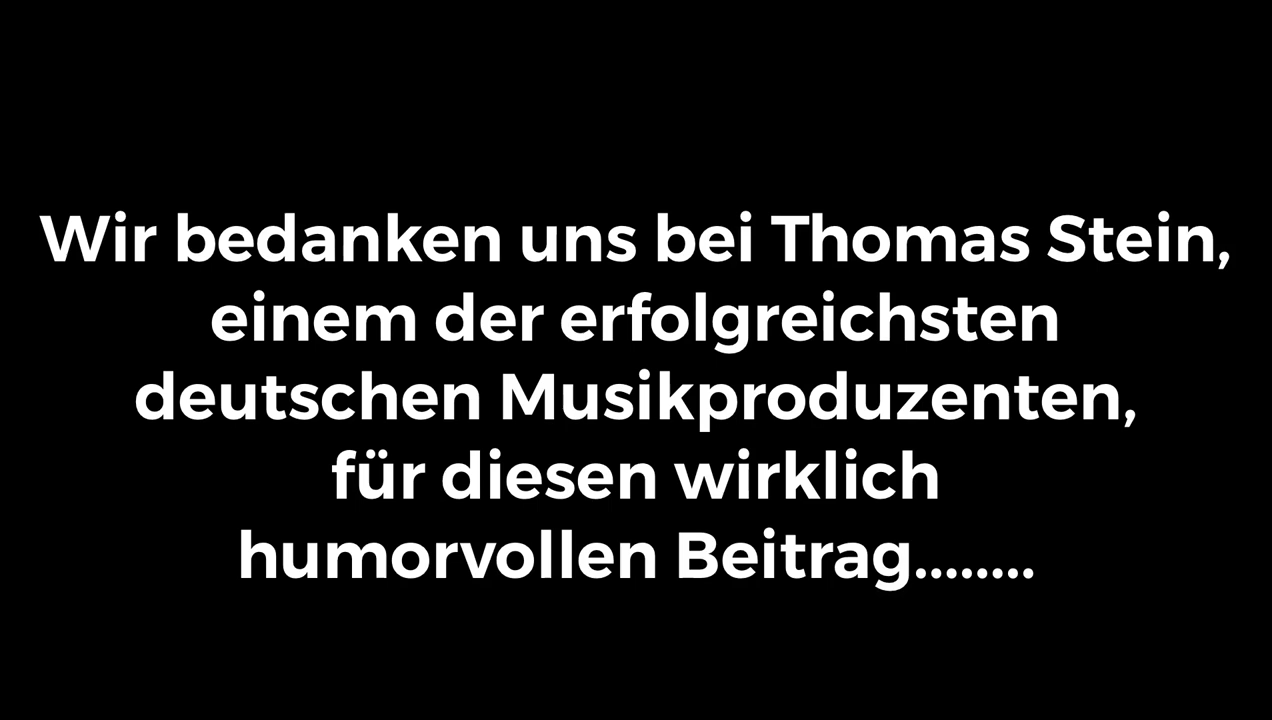 Wir bedanken uns bei Thomas Stein,
einem der erfolgreichsten
deutschen Musikproduzenten,
für diesen wirklich
humorvollen Beitrag........